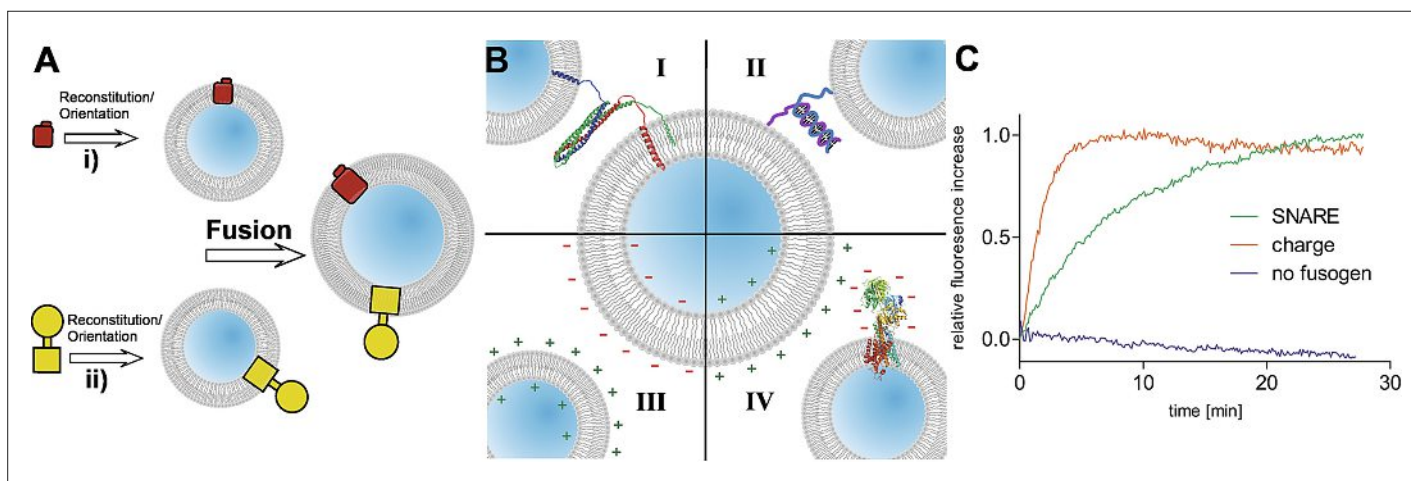 A
Reconstitution/
Orientation
i)
Fusion
Reconstitution/
Orientation
ii)
B
I
II
III
IV
C
1.0
0.5
0.0
relative fluoresence increase
SNARE
charge
no fusogen
0
10
20
30
time [min]